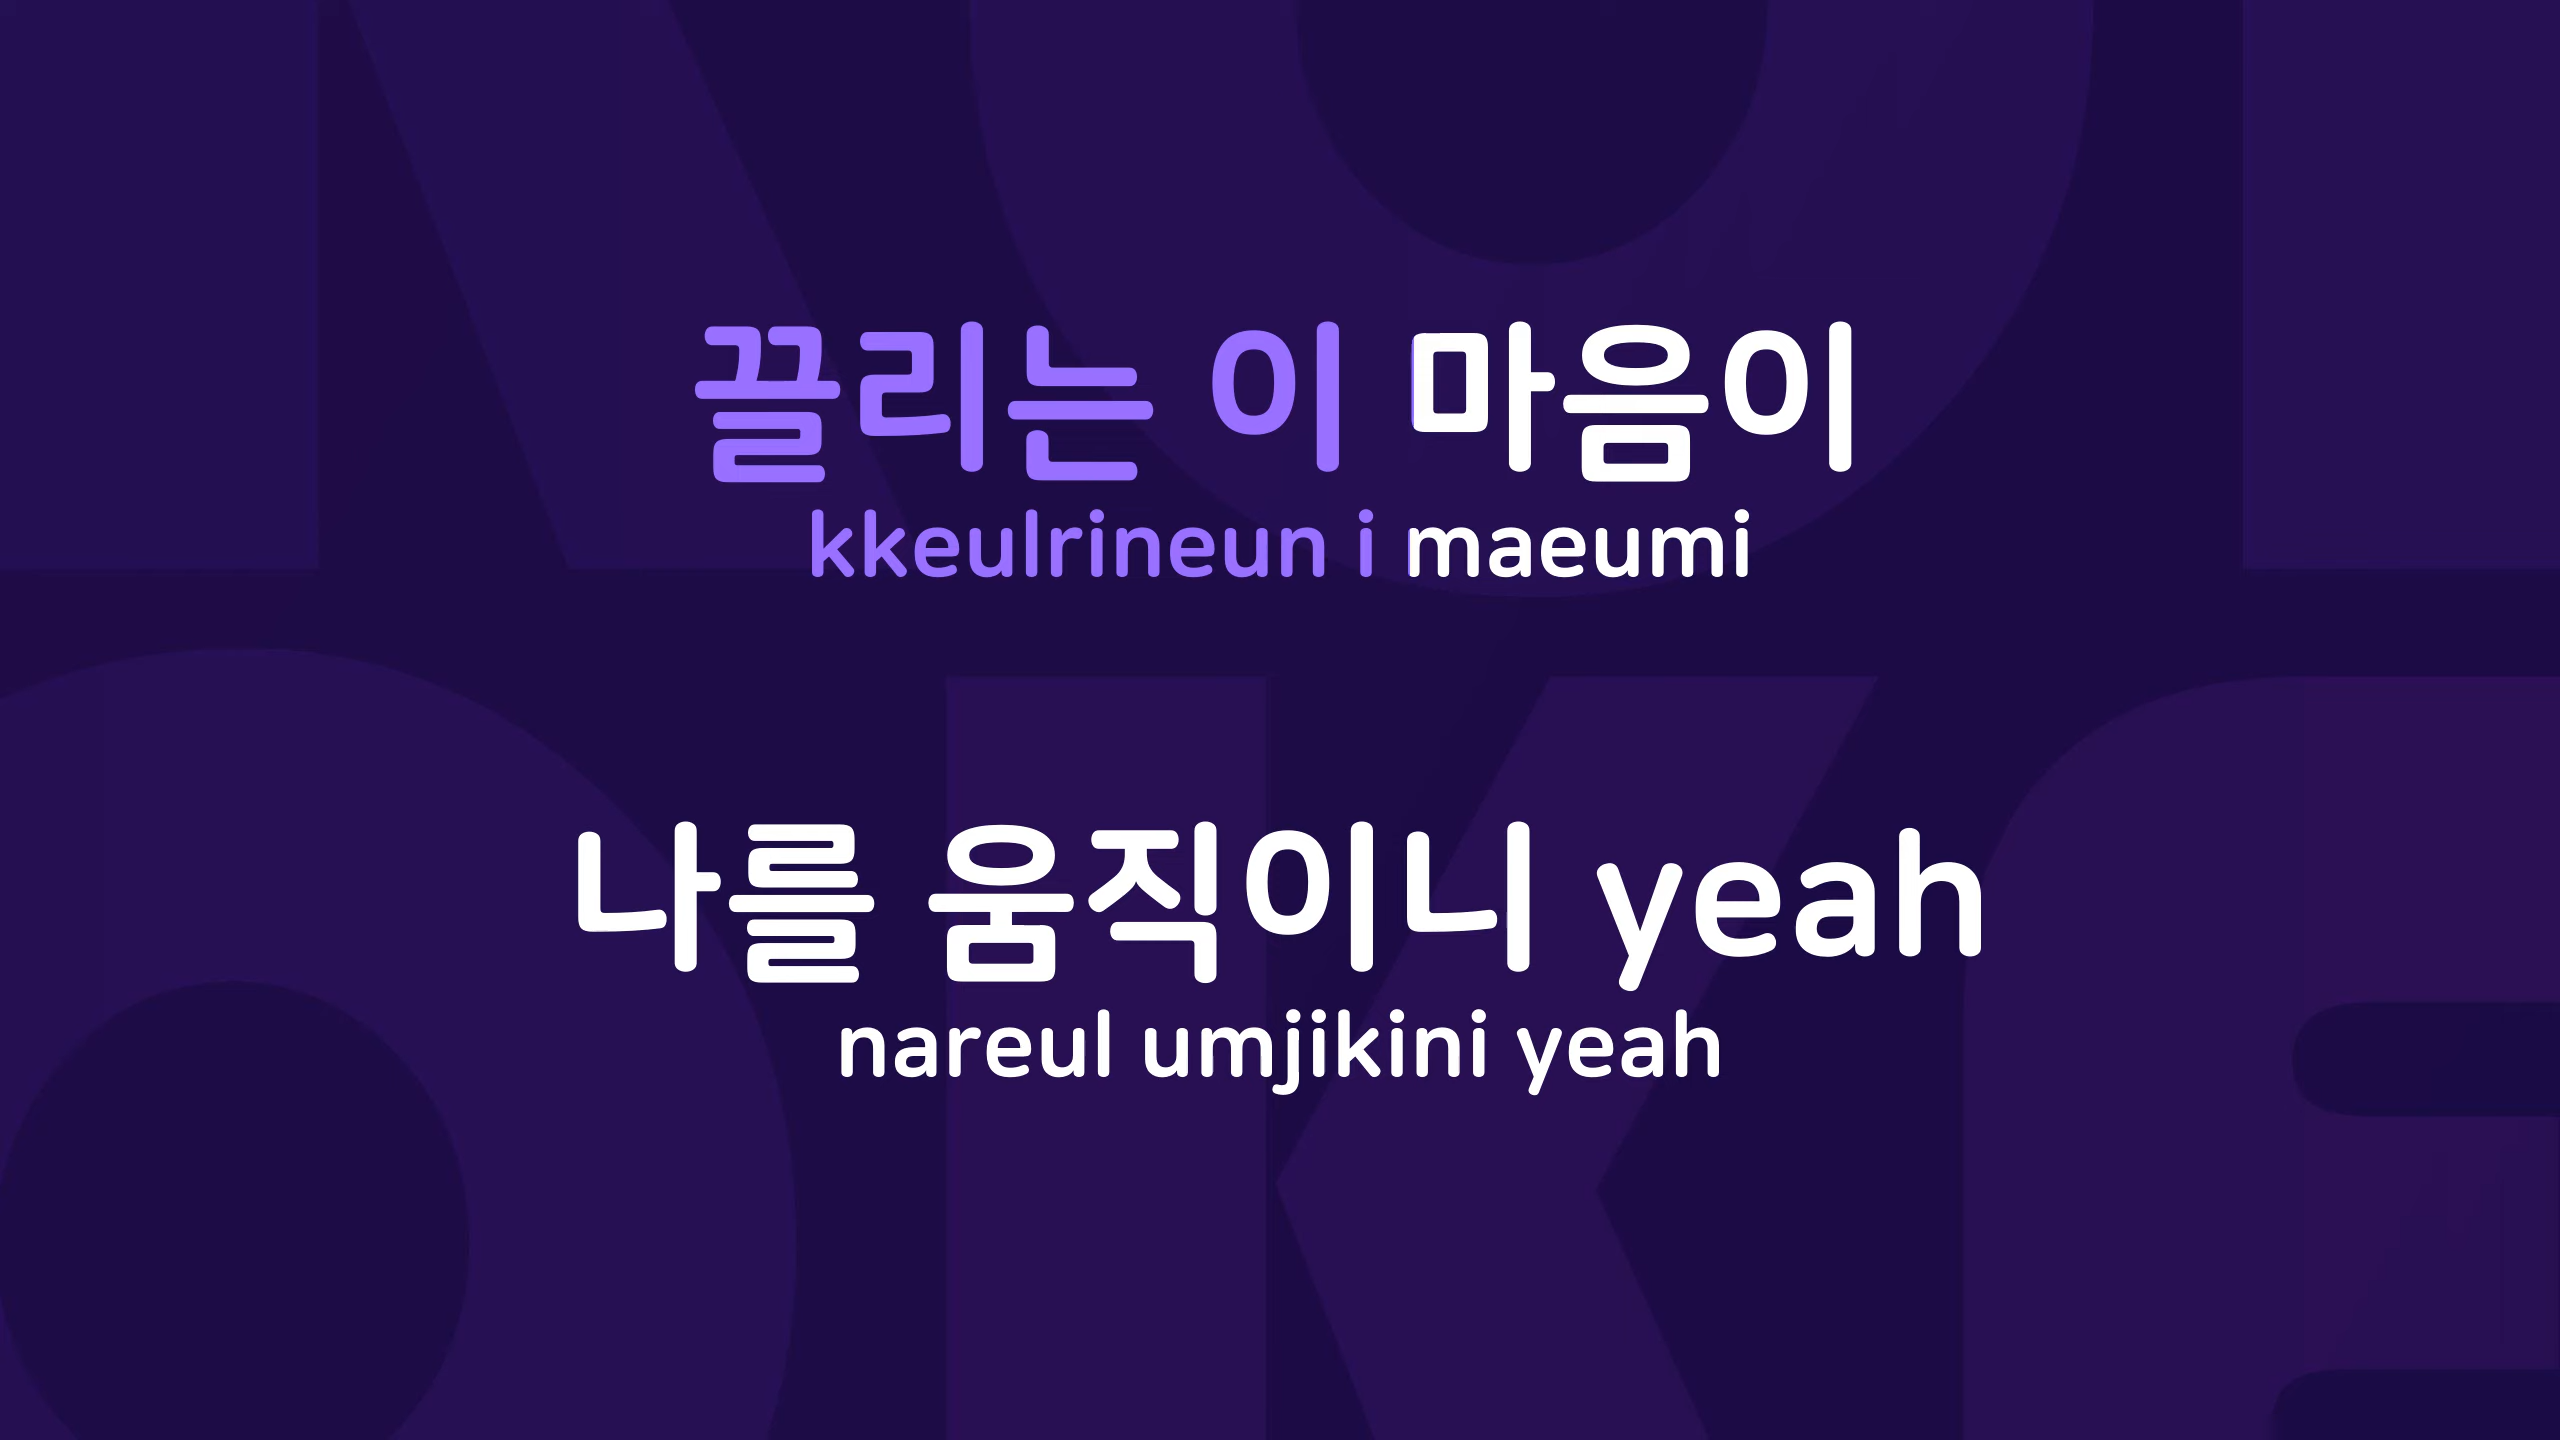 끌리는 이 마음이
kkeulrineun i maeumi
나를 움직이니 yeah
nareul umjikini yeah